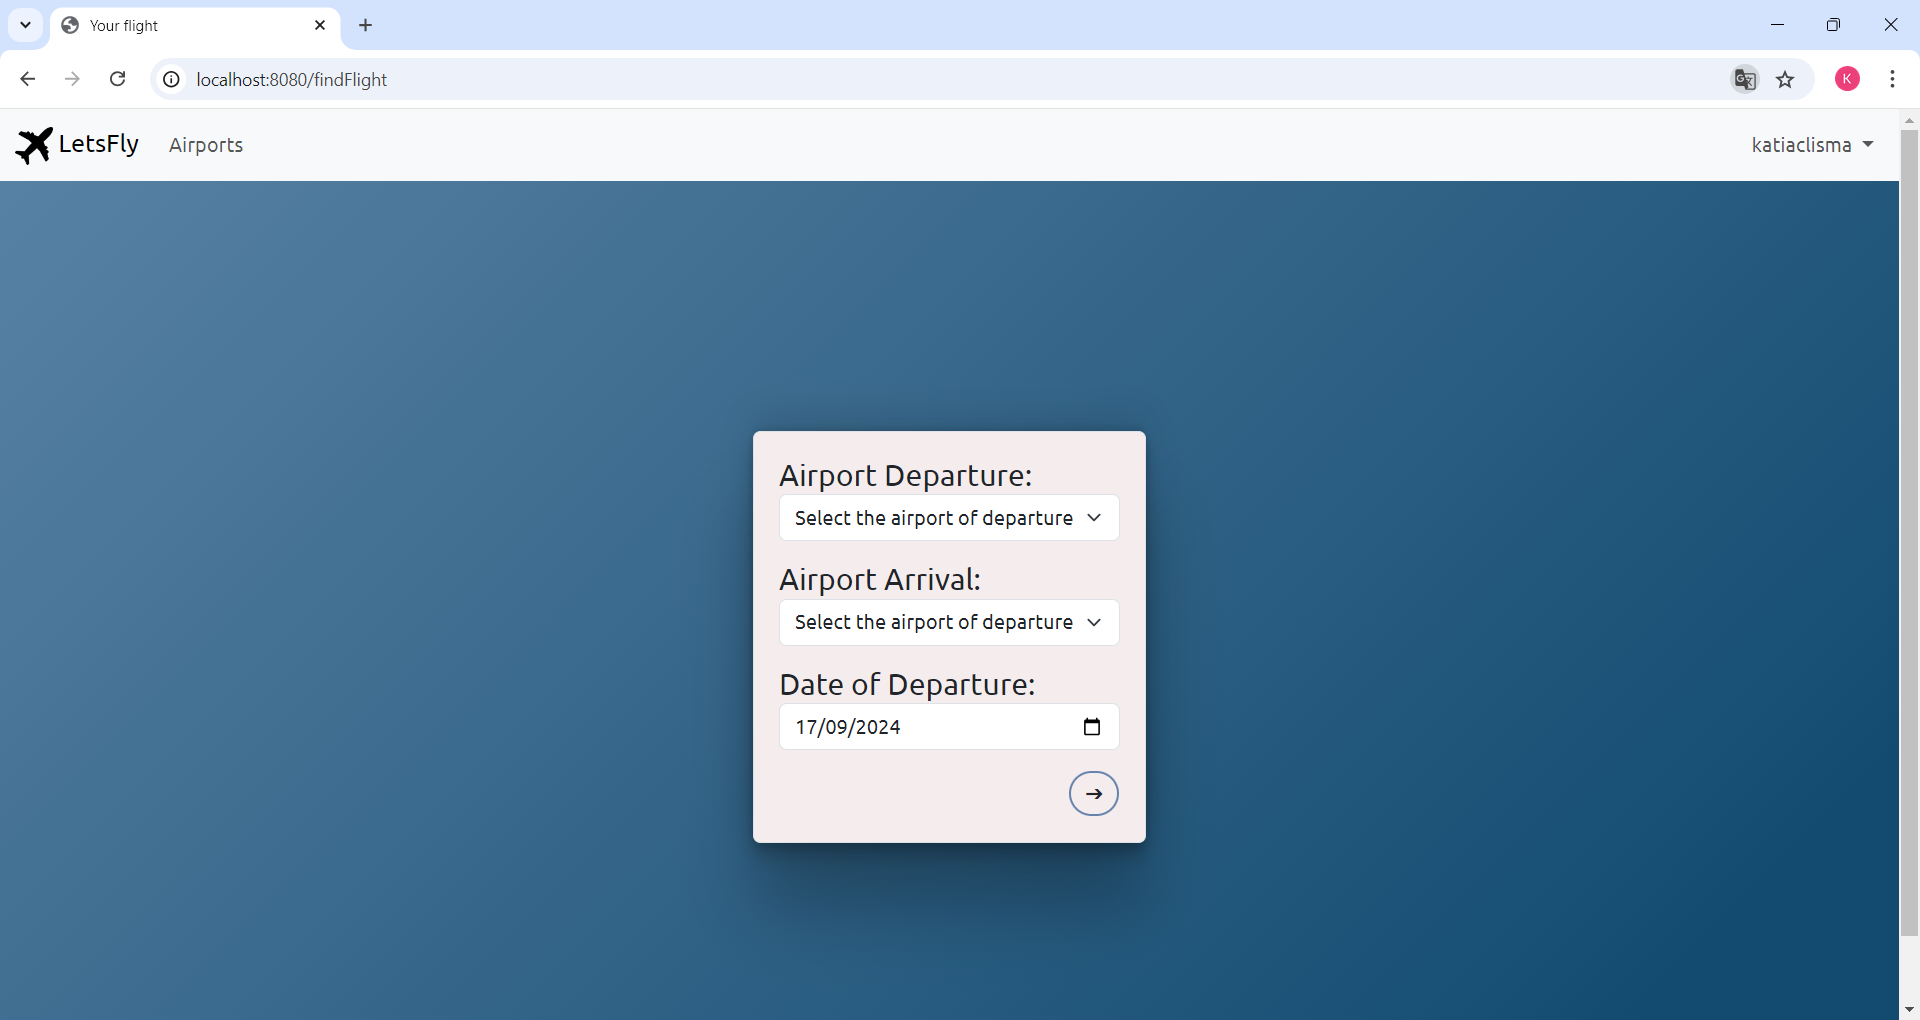 Your flight
localhost:8080/findFlight
K
LetsFly
Airports
katiaclisma
Airport Departure:
Select the airport of departure
Airport Arrival:
Select the airport of departure
Date of Departure:
17/09/2024